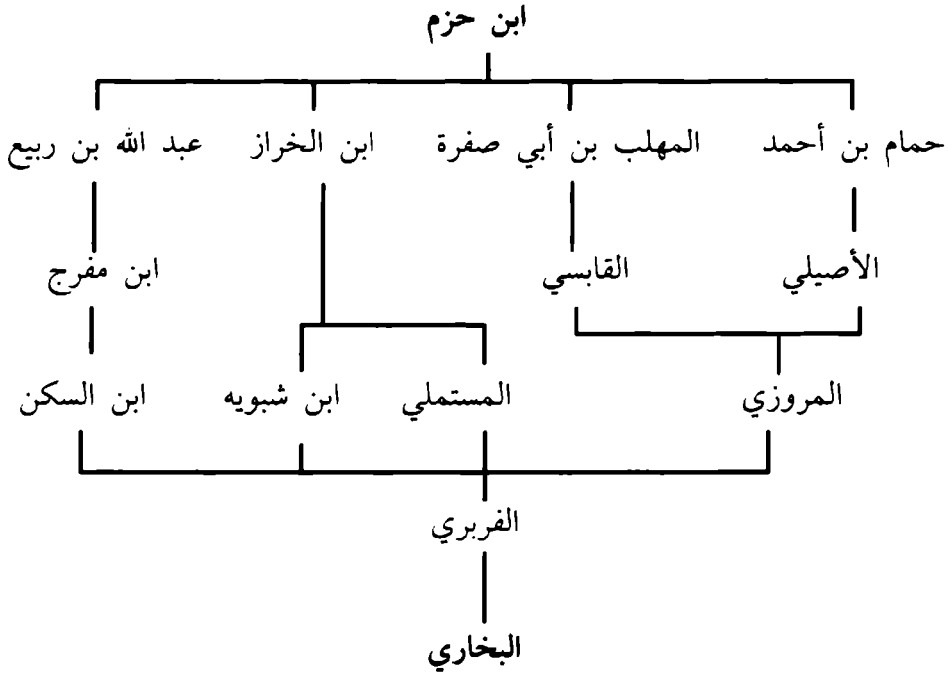 ابن حزم
حمام بن أحمد المهلب بن أبي صفرة ابن الخراز عبد الله بن ربيع
الأصيلي القابسي ابن مفرج
المروزي المستملي ابن شبويه ابن السكن
الفربري
البخاري